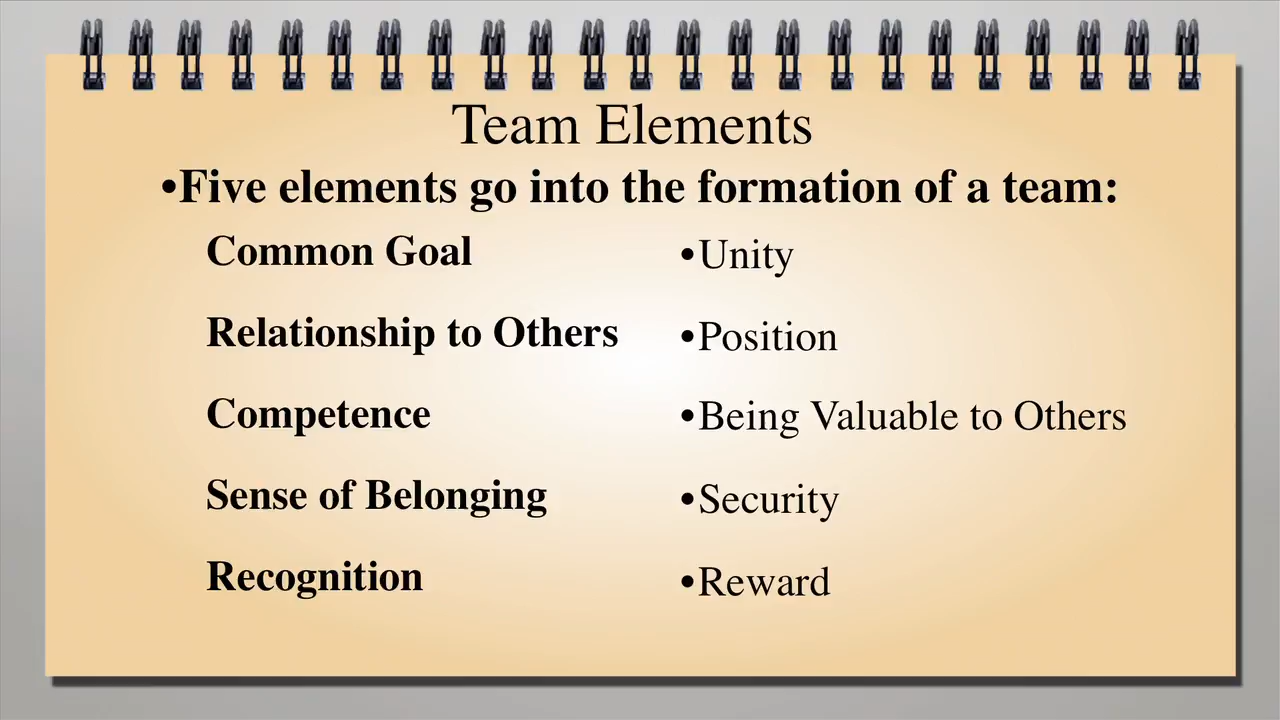 Team Elements
•Five elements go into the formation of a team:
Common Goal
•Unity
Relationship to Others
•Position
Competence
•Being Valuable to Others
Sense of Belonging
•Security
Recognition
•Reward